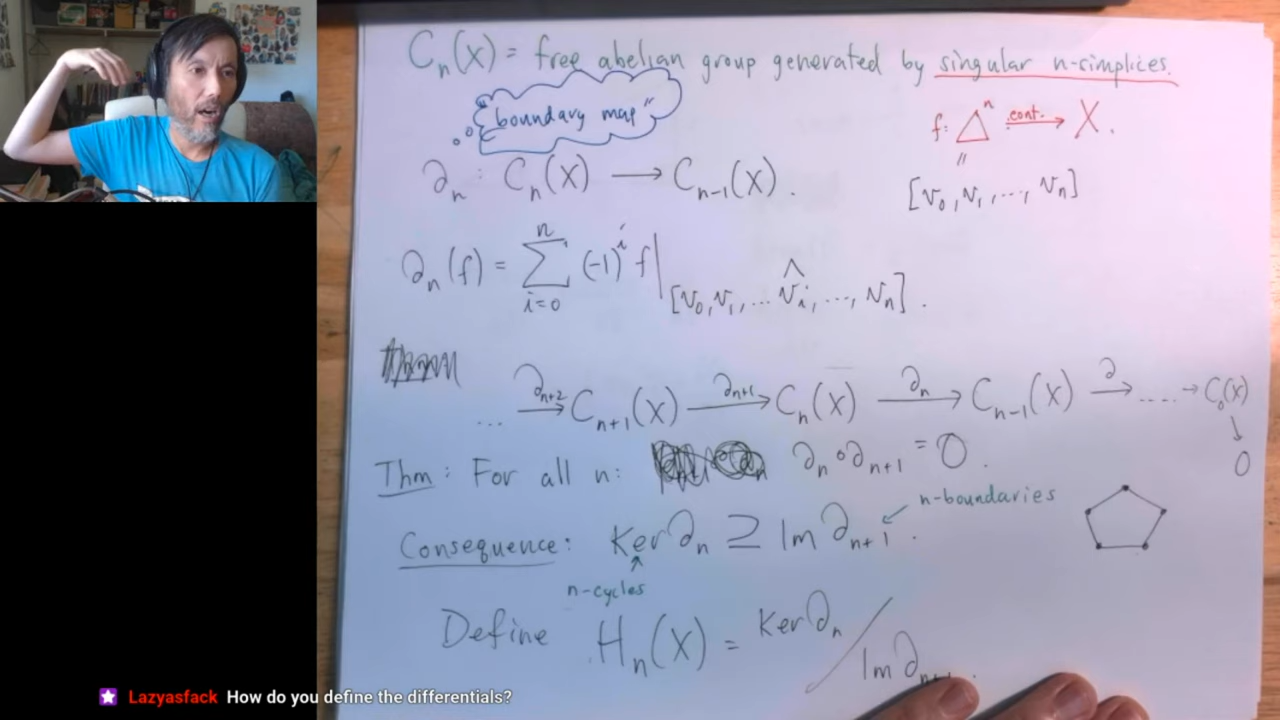 Cₙ(X) = free abelian group generated by singular n-simplices.
"boundary map"
f: Δⁿ cont. → X.
=
∂ₙ : Cₙ(X) → Cₙ₋₁(X).
[v₀, v₁, ..., vₙ]
∂ₙ(f) = Σ_{i=0}^{n} (-1)^i f|_{[v₀, v₁, ... v̂ᵢ, ..., vₙ]}.
... —∂ₙ₊₂→ Cₙ₊₁(X) —∂ₙ₊₁→ Cₙ(X) —∂ₙ→ Cₙ₋₁(X) —∂→ ..... → C₀(X)
↓
0
Thm: For all n: ∂ₙ∘∂ₙ₊₁ = 0.
n-boundaries
Consequence: Ker ∂ₙ ⊇ Im ∂ₙ₊₁.
n-cycles
Define Hₙ(X) = Ker ∂ₙ / Im ∂ₙ₊₁.
Lazyasfack How do you define the differentials?